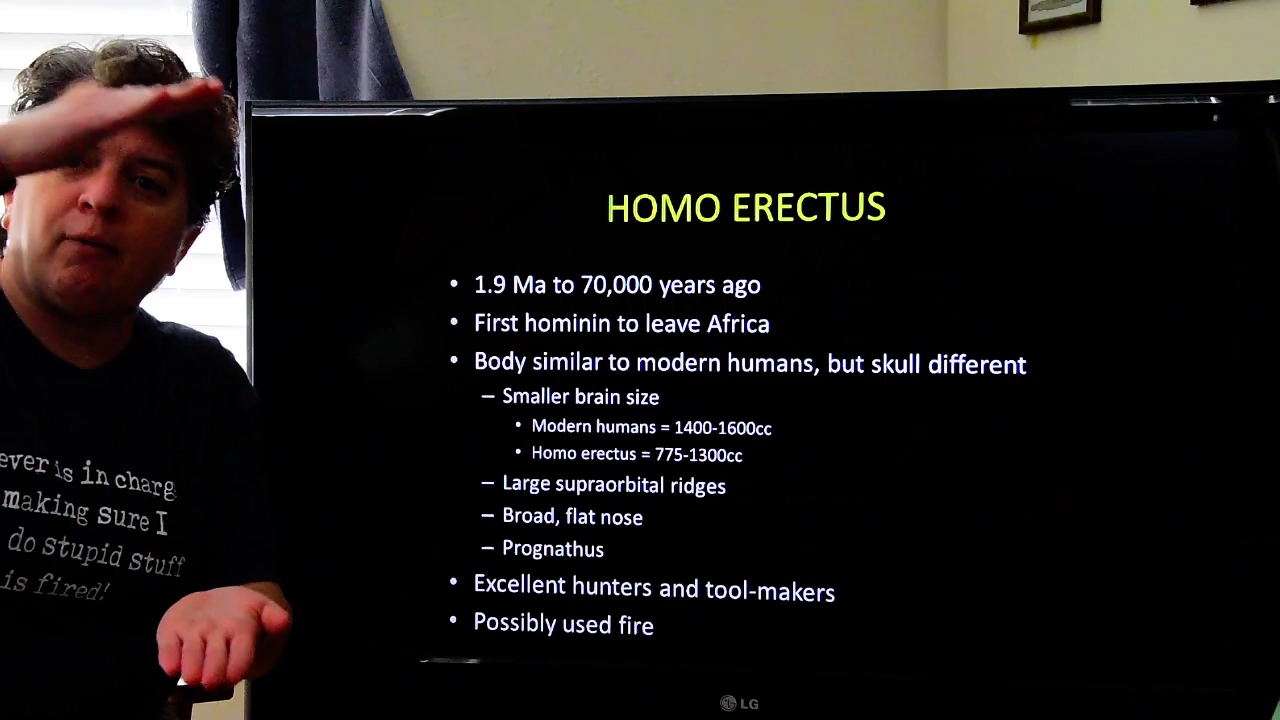 HOMO ERECTUS
• 1.9 Ma to 70,000 years ago
• First hominin to leave Africa
• Body similar to modern humans, but skull different
– Smaller brain size
• Modern humans = 1400-1600cc
• Homo erectus = 775-1300cc
– Large supraorbital ridges
– Broad, flat nose
– Prognathus
• Excellent hunters and tool-makers
• Possibly used fire
LG
ever is in charg
making sure I
do stupid stuff
is fired!